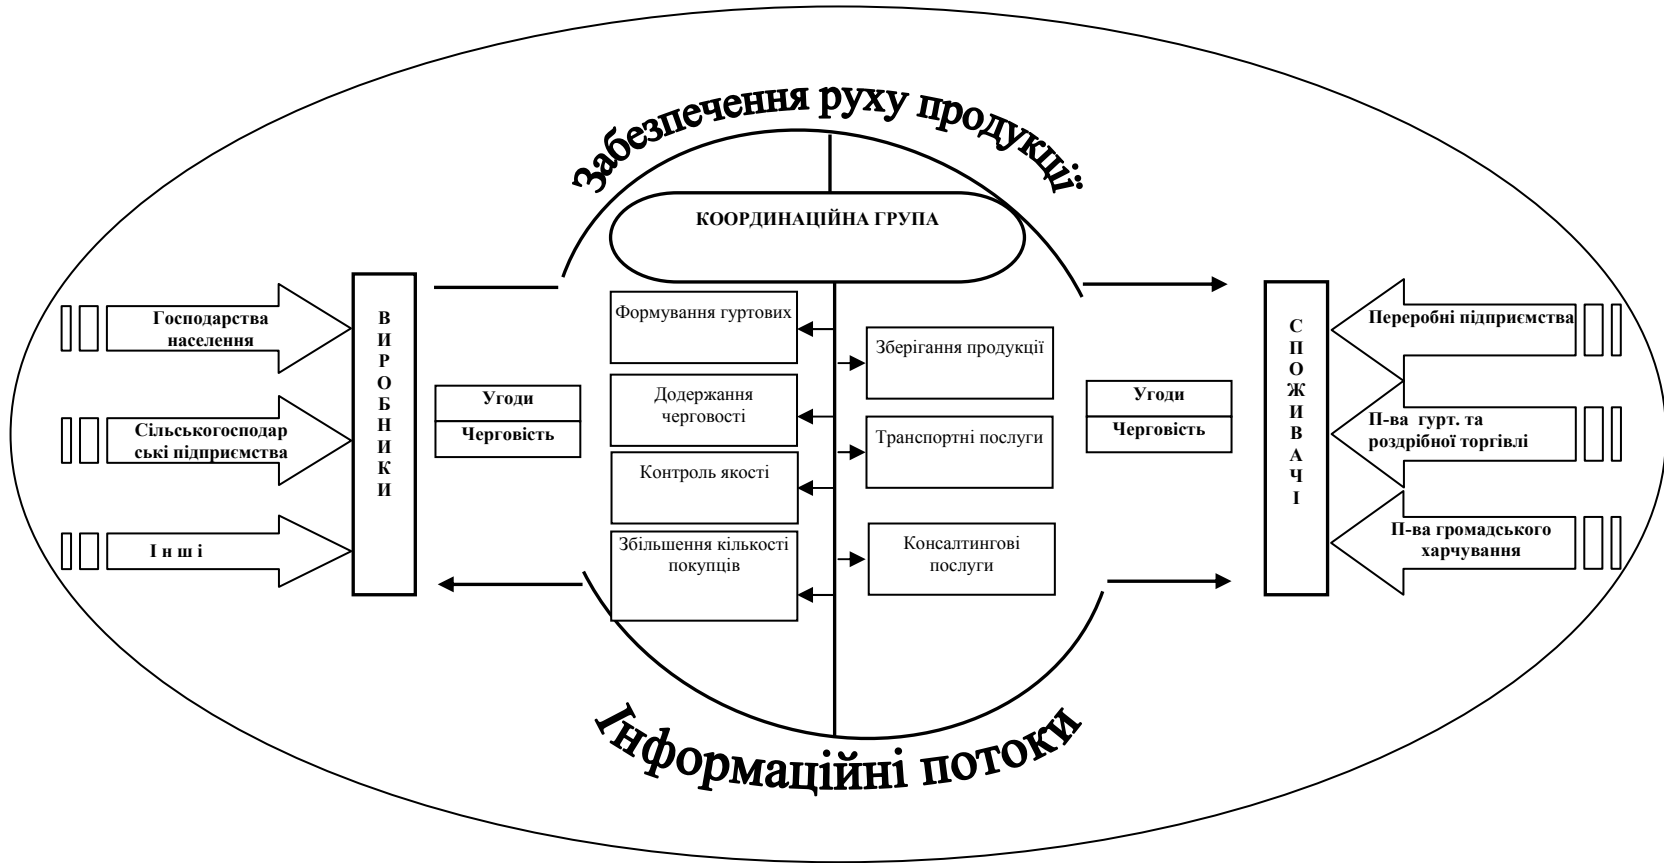 Забезпечення руху продукції
КООРДИНАЦІЙНА ГРУПА
Господарства
населення
Сільськогосподар
ські підприємства
І н ш і
ВИРОБНИКИ
Угоди
Черговість
Формування гуртових
Додержання
черговості
Контроль якості
Збільшення кількості
покупців
Зберігання продукції
Транспортні послуги
Консалтингові
послуги
Угоди
Черговість
СПОЖИВАЧІ
Переробні підприємства
П-ва гурт. та
роздрібної торгівлі
П-ва громадського
харчування
Інформаційні потоки